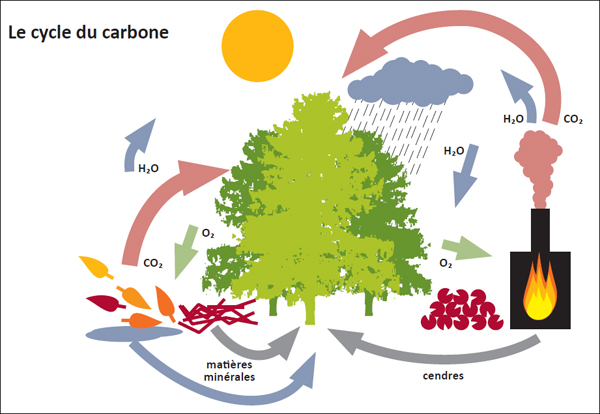 Le cycle du carbone
H₂O
CO₂
H₂O
H₂O
O₂
CO₂
O₂
matières
minérales
cendres